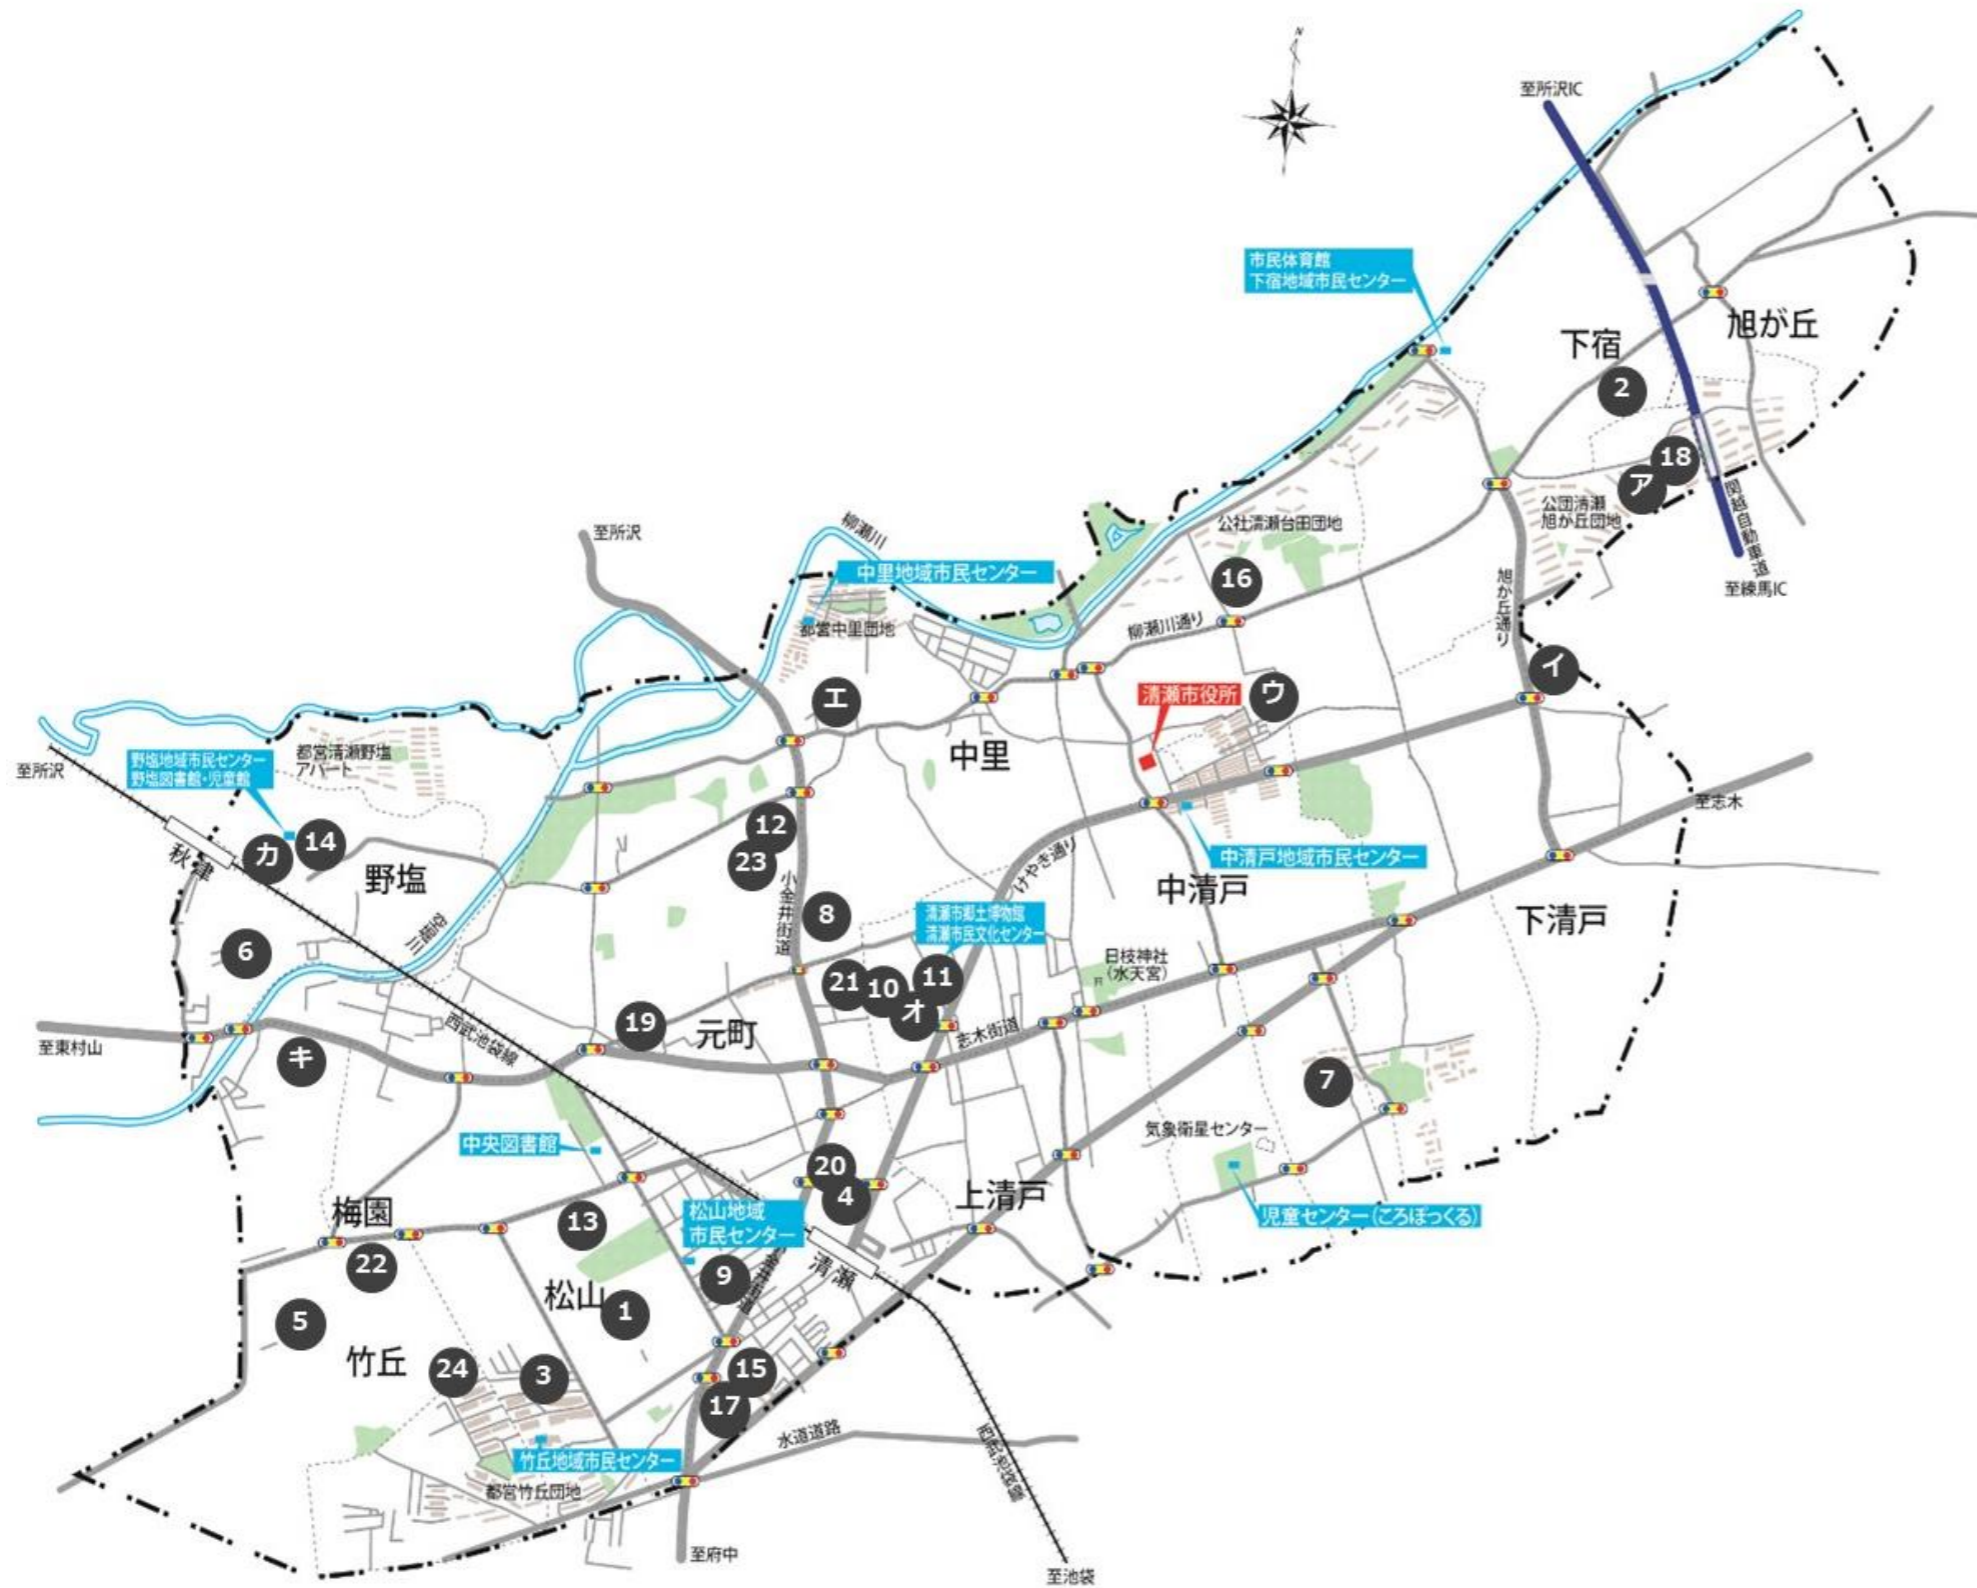 N
至所沢IC
市民体育館
下宿地域市民センター
旭が丘
下宿
2
18
ア
公団清瀬
旭が丘団地
関越自動車道
至練馬IC
至所沢
柳瀬川
公社清瀬台田団地
中里地域市民センター
16
旭が丘通り
都営中里団地
柳瀬川通り
イ
清瀬市役所
ウ
エ
中里
都営清瀬野塩
アパート
野塩地域市民センター
野塩図書館・児童館
至所沢
至志木
12
カ
14
秋津
23
野塩
小金井街道
けやき通り
中清戸地域市民センター
中清戸
下清戸
8
清瀬市郷土博物館
清瀬市民文化センター
空堀川
6
日枝神社
(水天宮)
21
10
11
オ
19
元町
志木街道
西武池袋線
至東村山
キ
7
中央図書館
気象衛星センター
20
4
上清戸
梅園
13
松山地域
市民センター
児童センター(ころぽっくる)
22
9
清瀬
小金井街道
松山
1
5
竹丘
24
3
15
17
水道道路
竹丘地域市民センター
西武池袋線
都営竹丘団地
至府中
至池袋